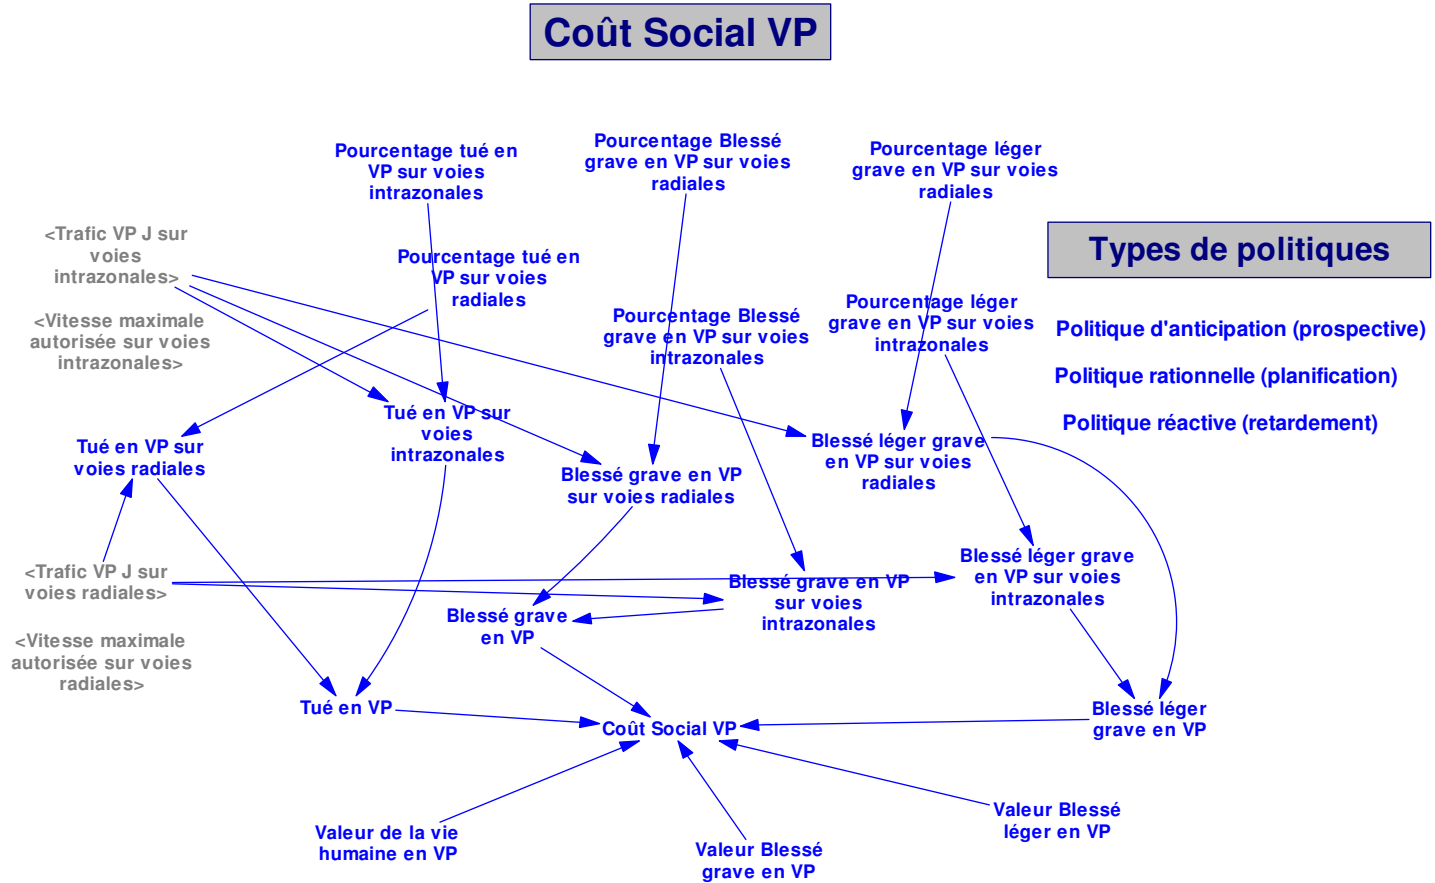 Coût Social VP
Pourcentage tué en
VP sur voies
intrazonales
Pourcentage Blessé
grave en VP sur voies
radiales
Pourcentage léger
grave en VP sur voies
radiales
<Trafic VP J sur
voies
intrazonales>
Pourcentage tué en
VP sur voies
radiales
Types de politiques
<Vitesse maximale
autorisée sur voies
intrazonales>
Pourcentage Blessé
grave en VP sur voies
intrazonales
Pourcentage léger
grave en VP sur voies
intrazonales
Politique d'anticipation (prospective)
Politique rationnelle (planification)
Politique réactive (retardement)
Tué en VP sur
voies radiales
Tué en VP sur
voies
intrazonales
Blessé grave en VP
sur voies radiales
Blessé léger grave
en VP sur voies
radiales
<Trafic VP J sur
voies radiales>
Blessé grave
en VP
Blessé grave en VP
sur voies
intrazonales
Blessé léger grave
en VP sur voies
intrazonales
<Vitesse maximale
autorisée sur voies
radiales>
Tué en VP
Coût Social VP
Blessé léger
grave en VP
Valeur de la vie
humaine en VP
Valeur Blessé
grave en VP
Valeur Blessé
léger en VP